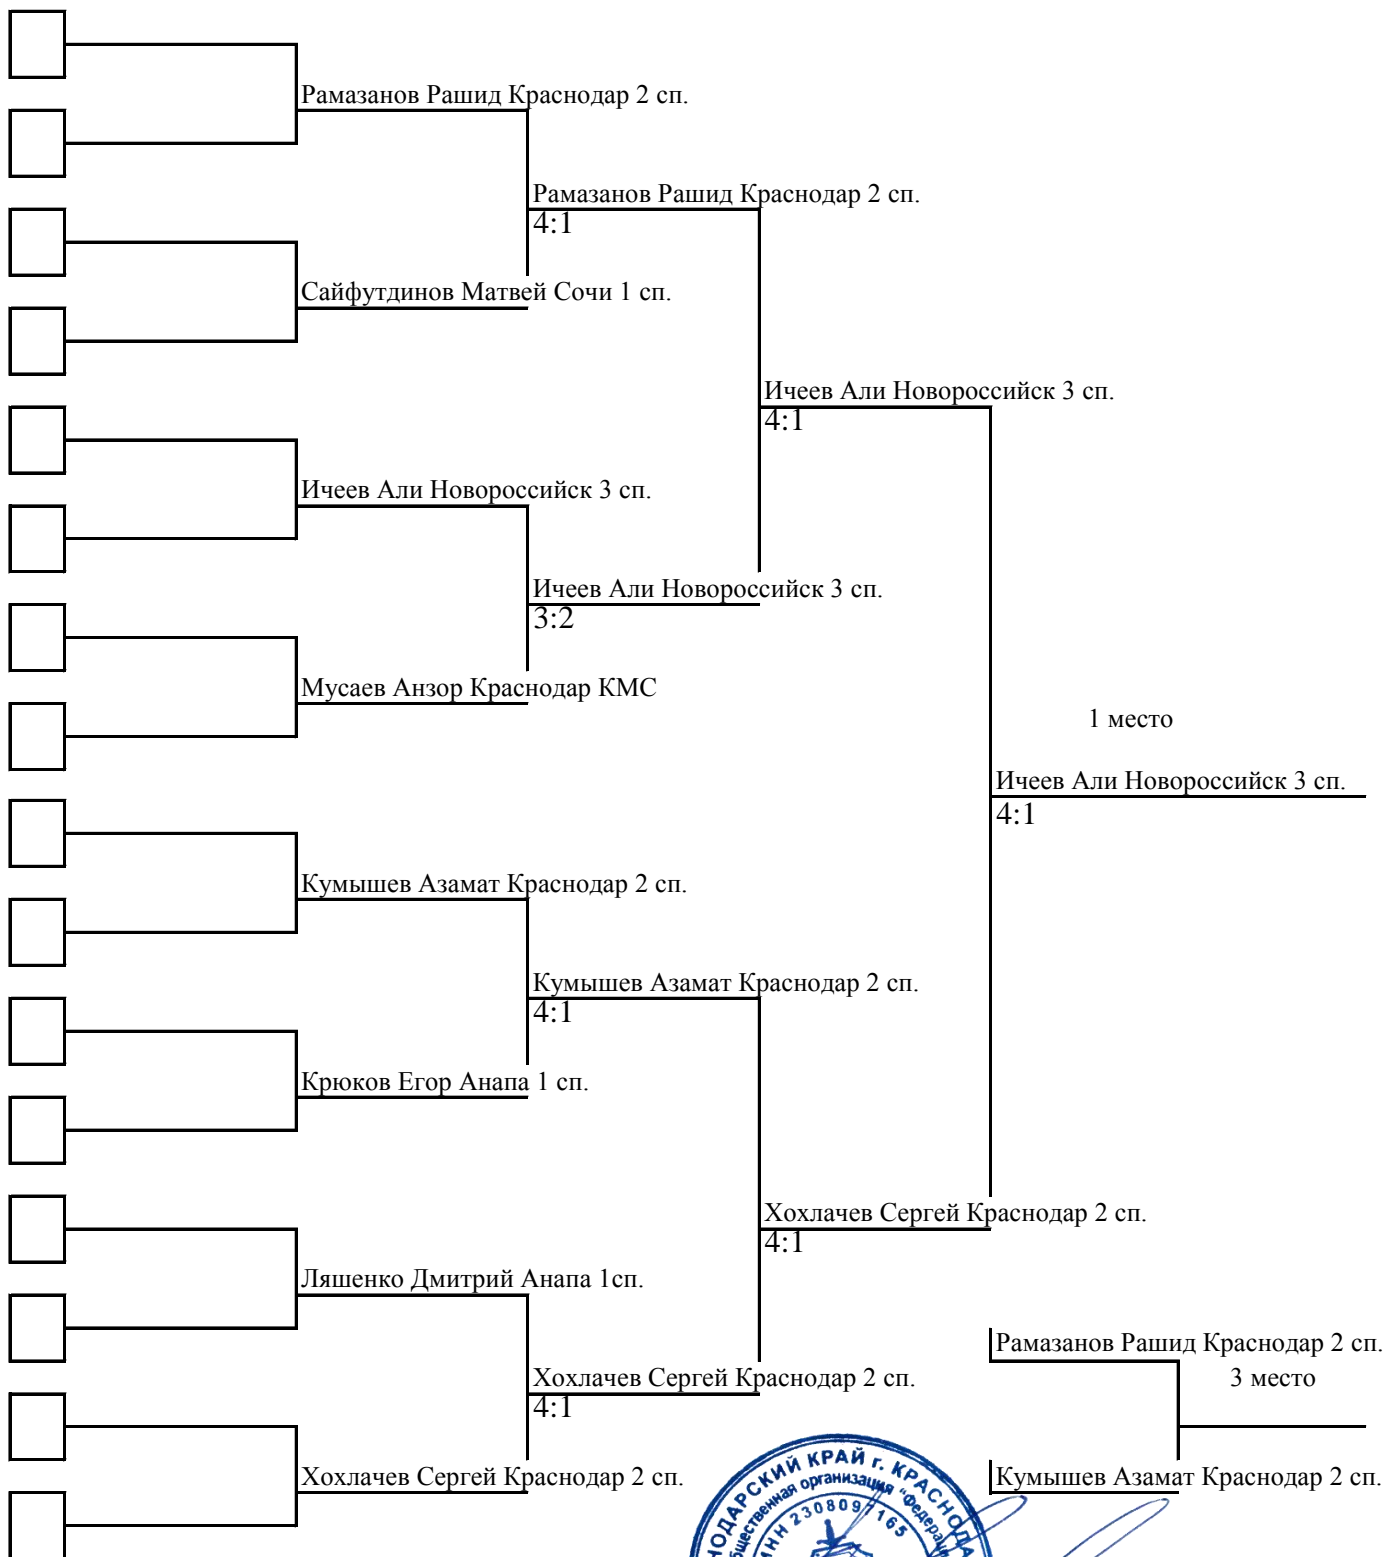 Рамазанов Рашид Краснодар 2 сп.
Рамазанов Рашид Краснодар 2 сп.
4:1
Сайфутдинов Матвей Сочи 1 сп.
Ичеев Али Новороссийск 3 сп.
4:1
Ичеев Али Новороссийск 3 сп.
Ичеев Али Новороссийск 3 сп.
3:2
Мусаев Анзор Краснодар КМС
1 место
Ичеев Али Новороссийск 3 сп.
4:1
Кумышев Азамат Краснодар 2 сп.
Кумышев Азамат Краснодар 2 сп.
4:1
Крюков Егор Анапа 1 сп.
Хохлачев Сергей Краснодар 2 сп.
4:1
Ляшенко Дмитрий Анапа 1сп.
Рамазанов Рашид Краснодар 2 сп.
Хохлачев Сергей Краснодар 2 сп.
3 место
4:1
Хохлачев Сергей Краснодар 2 сп.
Кумышев Азамат Краснодар 2 сп.
КРАЙ г.
организация
ИНН 2308097165